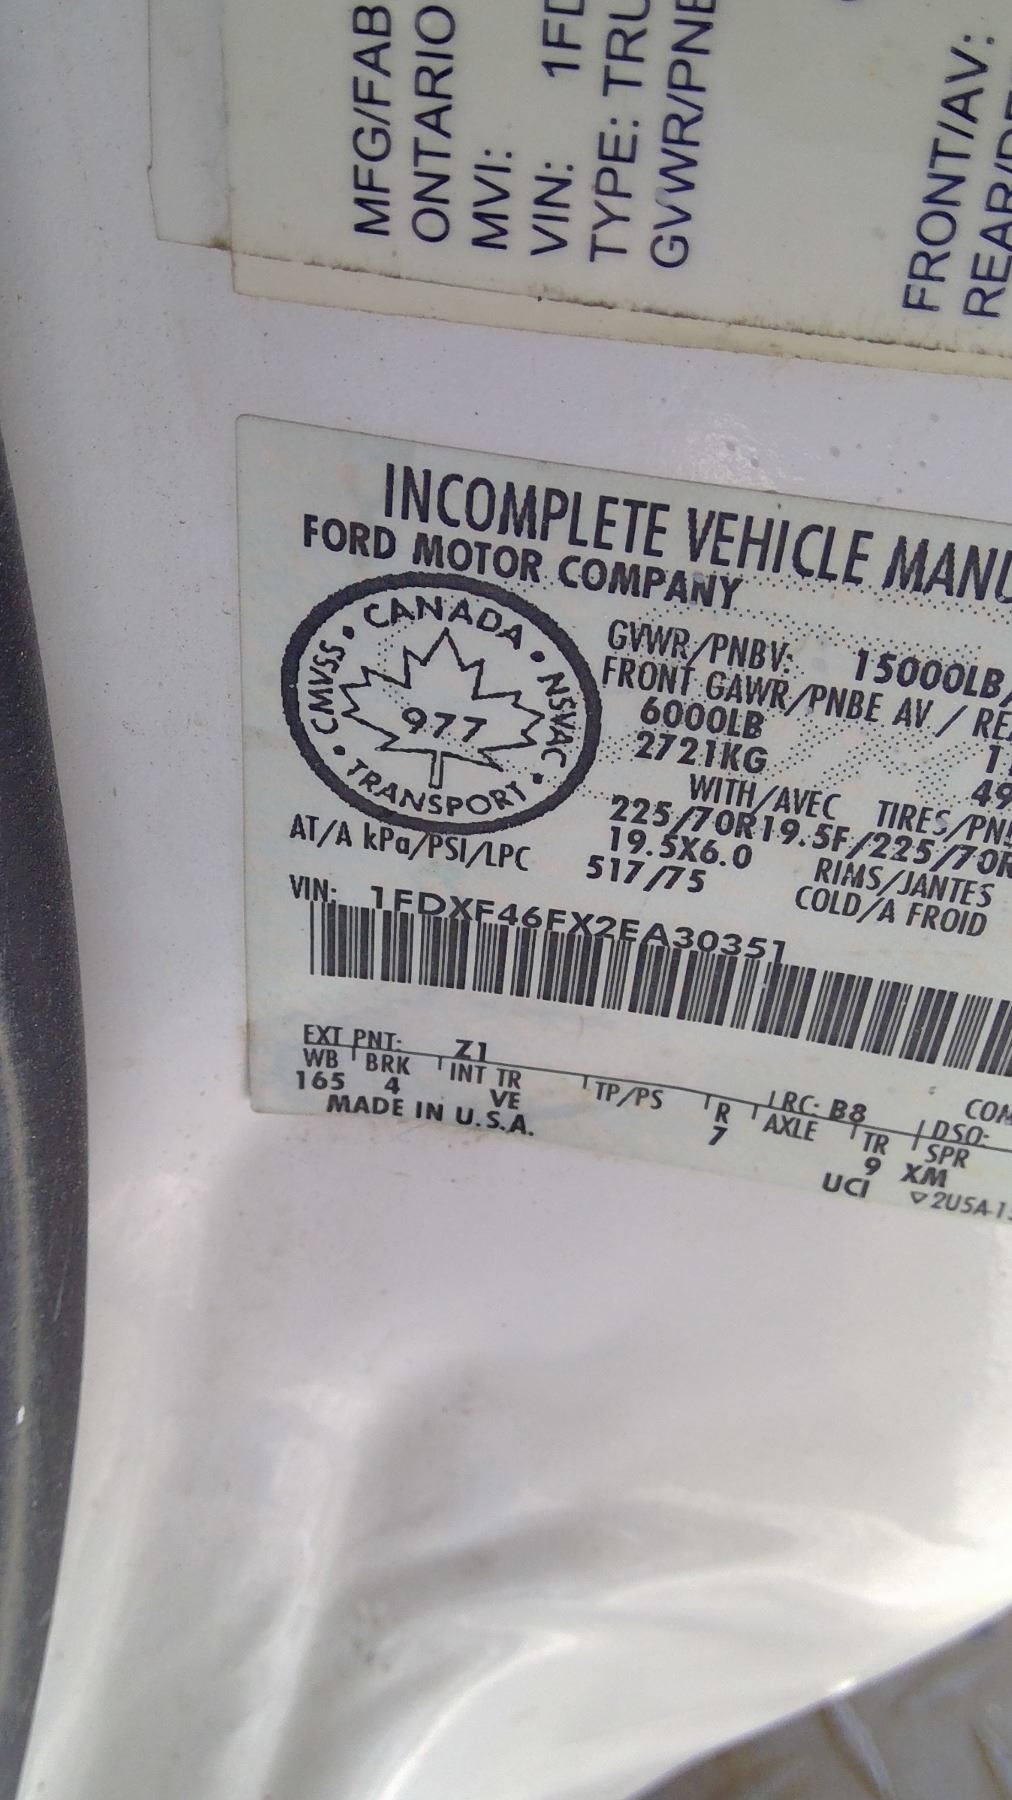 MFG/FAB
ONTARIO
MVI:
VIN: 1FD
TYPE: TRU
GVWR/PNB
FRONT/AV:
INCOMPLETE VEHICLE MANU
FORD MOTOR COMPANY
CANADA • NSVAC • TRANSPORT • CMVSS •
977
GVWR/PNBV: 15000LB/
FRONT GAWR/PNBE AV / REA
6000LB
2721KG 49
WITH/AVEC TIRES/PN
225/70R19.5F/225/70R
19.5X6.0 RIMS/JANTES
AT/A kPa/PSI/LPC 517/75 COLD/A FROID
VIN: 1FDXF46FX2EA30351
EXT PNT: Z1 RC: B8 DSO:
WB BRK INT TR TP/PS R AXLE TR SPR
165 4 VE 7 9 XM
MADE IN U.S.A. UCI
▽2U5A-15